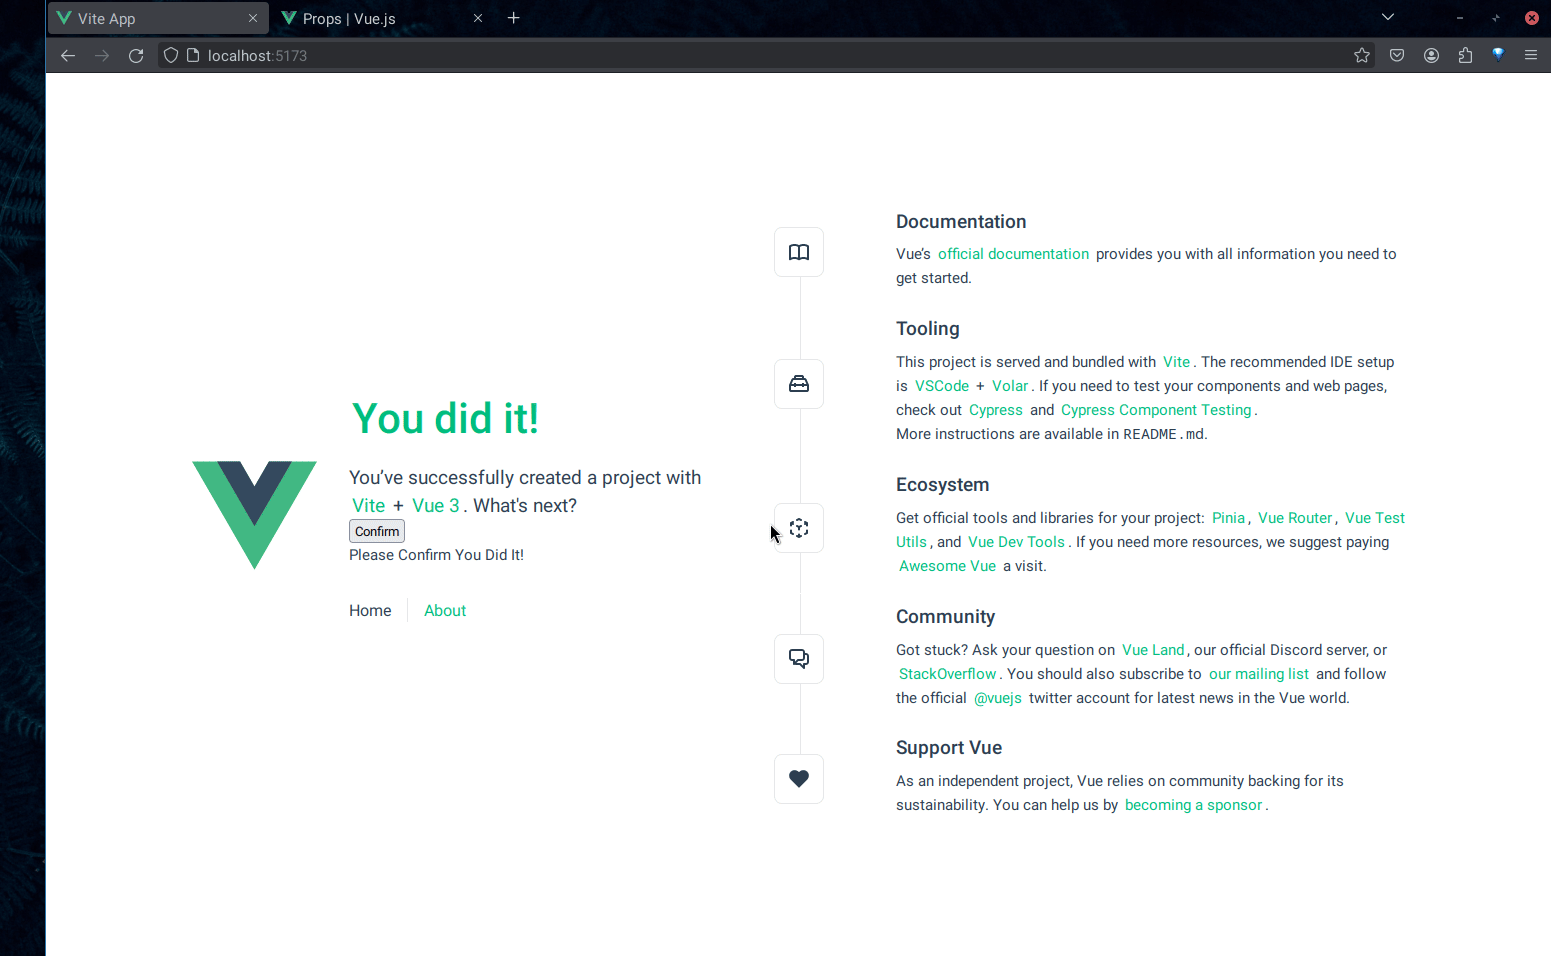 Vite App
Props | Vue.js
localhost:5173
You did it!
You’ve successfully created a project with
Vite + Vue 3. What's next?
Confirm
Please Confirm You Did It!
Home
About
Documentation
Vue’s official documentation provides you with all information you need to
get started.
Tooling
This project is served and bundled with Vite. The recommended IDE setup
is VSCode + Volar. If you need to test your components and web pages,
check out Cypress and Cypress Component Testing.
More instructions are available in README.md.
Ecosystem
Get official tools and libraries for your project: Pinia, Vue Router, Vue Test
Utils, and Vue Dev Tools. If you need more resources, we suggest paying
Awesome Vue a visit.
Community
Got stuck? Ask your question on Vue Land, our official Discord server, or
StackOverflow. You should also subscribe to our mailing list and follow
the official @vuejs twitter account for latest news in the Vue world.
Support Vue
As an independent project, Vue relies on community backing for its
sustainability. You can help us by becoming a sponsor.